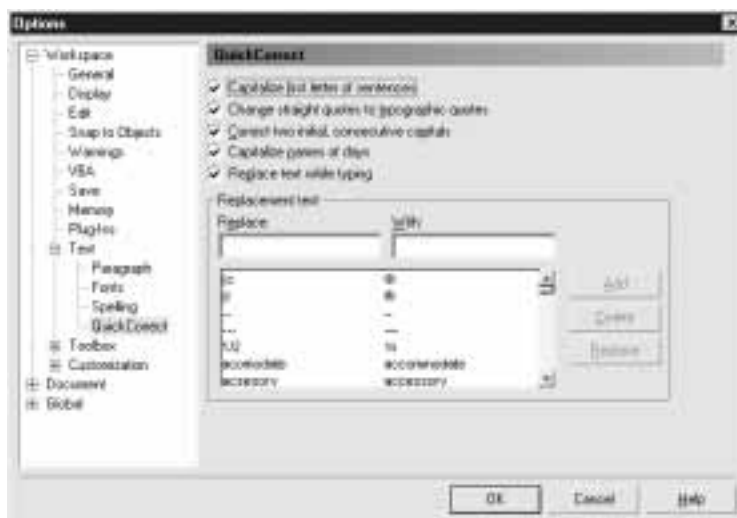 Options
Workspace
General
Display
Edit
Snap to Objects
Warnings
VBA
Save
Memory
Plug-Ins
Text
Paragraph
Fonts
Spelling
QuickCorrect
Toolbox
Customization
Document
Global
QuickCorrect
Capitalize first letter of sentences
Change straight quotes to typographic quotes
Correct two initial, consecutive capitals
Capitalize names of days
Replace text while typing
Replacement text
Replace With
1/2 ½
accomodate accommodate
accesory accessory
Add
Delete
Replace
OK Cancel Help